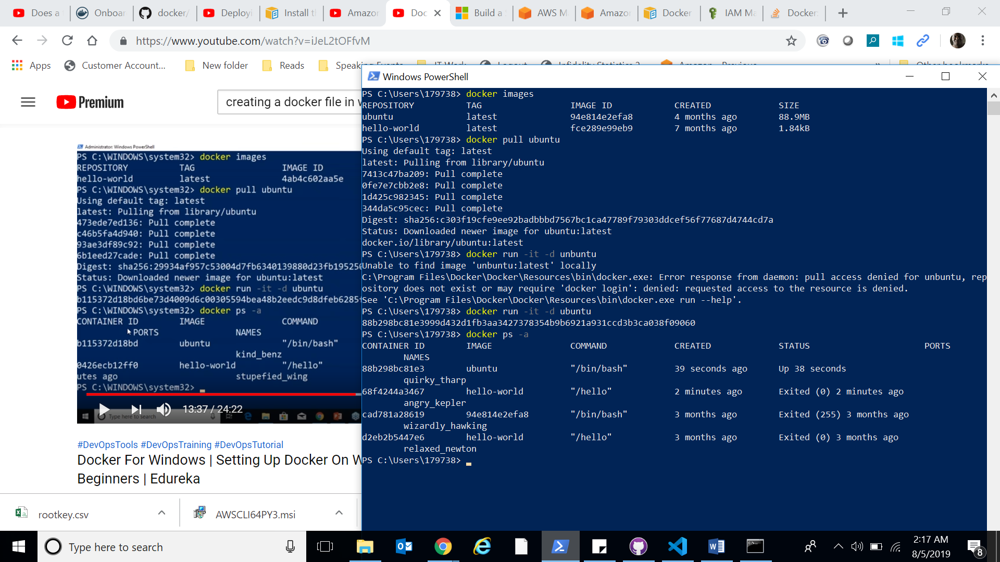 Does a
Onboar
docker/
Deployi
Install th
Amazon
Doc
Build a S
AWS Ma
Amazon
Docker
IAM Ma
Docker:
https://www.youtube.com/watch?v=iJeL2tOFfvM
Apps
Customer Account...
New folder
Reads
Speaking Events
Premium
creating a docker file in w
Administrator: Windows PowerShell
PS C:\WINDOWS\system32> docker images
REPOSITORY TAG IMAGE ID
hello-world latest 4ab4c602aa5e
PS C:\WINDOWS\system32> docker pull ubuntu
Using default tag: latest
latest: Pulling from library/ubuntu
473ede7ed136: Pull complete
c46b5fa4d940: Pull complete
93ae3df89c92: Pull complete
6b1eed27cade: Pull complete
Digest: sha256:29934af957c53004d7fb6340139880d23fb195250
Status: Downloaded newer image for ubuntu:latest
PS C:\WINDOWS\system32> docker run -it -d ubuntu
b115372d18bd6be73d4009d6c00305594bea48b2eedc9d8dfeb6285f
PS C:\WINDOWS\system32> docker ps -a
CONTAINER ID IMAGE COMMAND
PORTS NAMES
b115372d18bd ubuntu "/bin/bash"
kind_benz
0426ecb12ff0 hello-world "/hello"
utes ago stupefied_wing
PS C:\WINDOWS\system32>
13:37 / 24:22
Type here to search
#DevOpsTools #DevOpsTraining #DevOpsTutorial
Docker For Windows | Setting Up Docker On W
Beginners | Edureka
Windows PowerShell
PS C:\Users\179738> docker images
REPOSITORY TAG IMAGE ID CREATED SIZE
ubuntu latest 94e814e2efa8 4 months ago 88.9MB
hello-world latest fce289e99eb9 7 months ago 1.84kB
PS C:\Users\179738> docker pull ubuntu
Using default tag: latest
latest: Pulling from library/ubuntu
7413c47ba209: Pull complete
0fe7e7cbb2e8: Pull complete
1d425c982345: Pull complete
344da5c95cec: Pull complete
Digest: sha256:c303f19cfe9ee92badbbbd7567bc1ca47789f79303ddcef56f77687d4744cd7a
Status: Downloaded newer image for ubuntu:latest
docker.io/library/ubuntu:latest
PS C:\Users\179738> docker run -it -d unbuntu
Unable to find image 'unbuntu:latest' locally
C:\Program Files\Docker\Docker\Resources\bin\docker.exe: Error response from daemon: pull access denied for unbuntu, rep
ository does not exist or may require 'docker login': denied: requested access to the resource is denied.
See 'C:\Program Files\Docker\Docker\Resources\bin\docker.exe run --help'.
PS C:\Users\179738> docker run -it -d ubuntu
88b298bc81e3999d432d1fb3aa3427378354b9b6921a931ccd3b3ca038f09060
PS C:\Users\179738> docker ps -a
CONTAINER ID IMAGE COMMAND CREATED STATUS PORTS
NAMES
88b298bc81e3 ubuntu "/bin/bash" 39 seconds ago Up 38 seconds
quirky_tharp
68f4244a3467 hello-world "/hello" 2 minutes ago Exited (0) 2 minutes ago
angry_kepler
cad781a28619 94e814e2efa8 "/bin/bash" 3 months ago Exited (255) 3 months ago
wizardly_hawking
d2eb2b5447e6 hello-world "/hello" 3 months ago Exited (0) 3 months ago
relaxed_newton
PS C:\Users\179738>
rootkey.csv
AWSCLI64PY3.msi
Type here to search
2:17 AM
8/5/2019
8